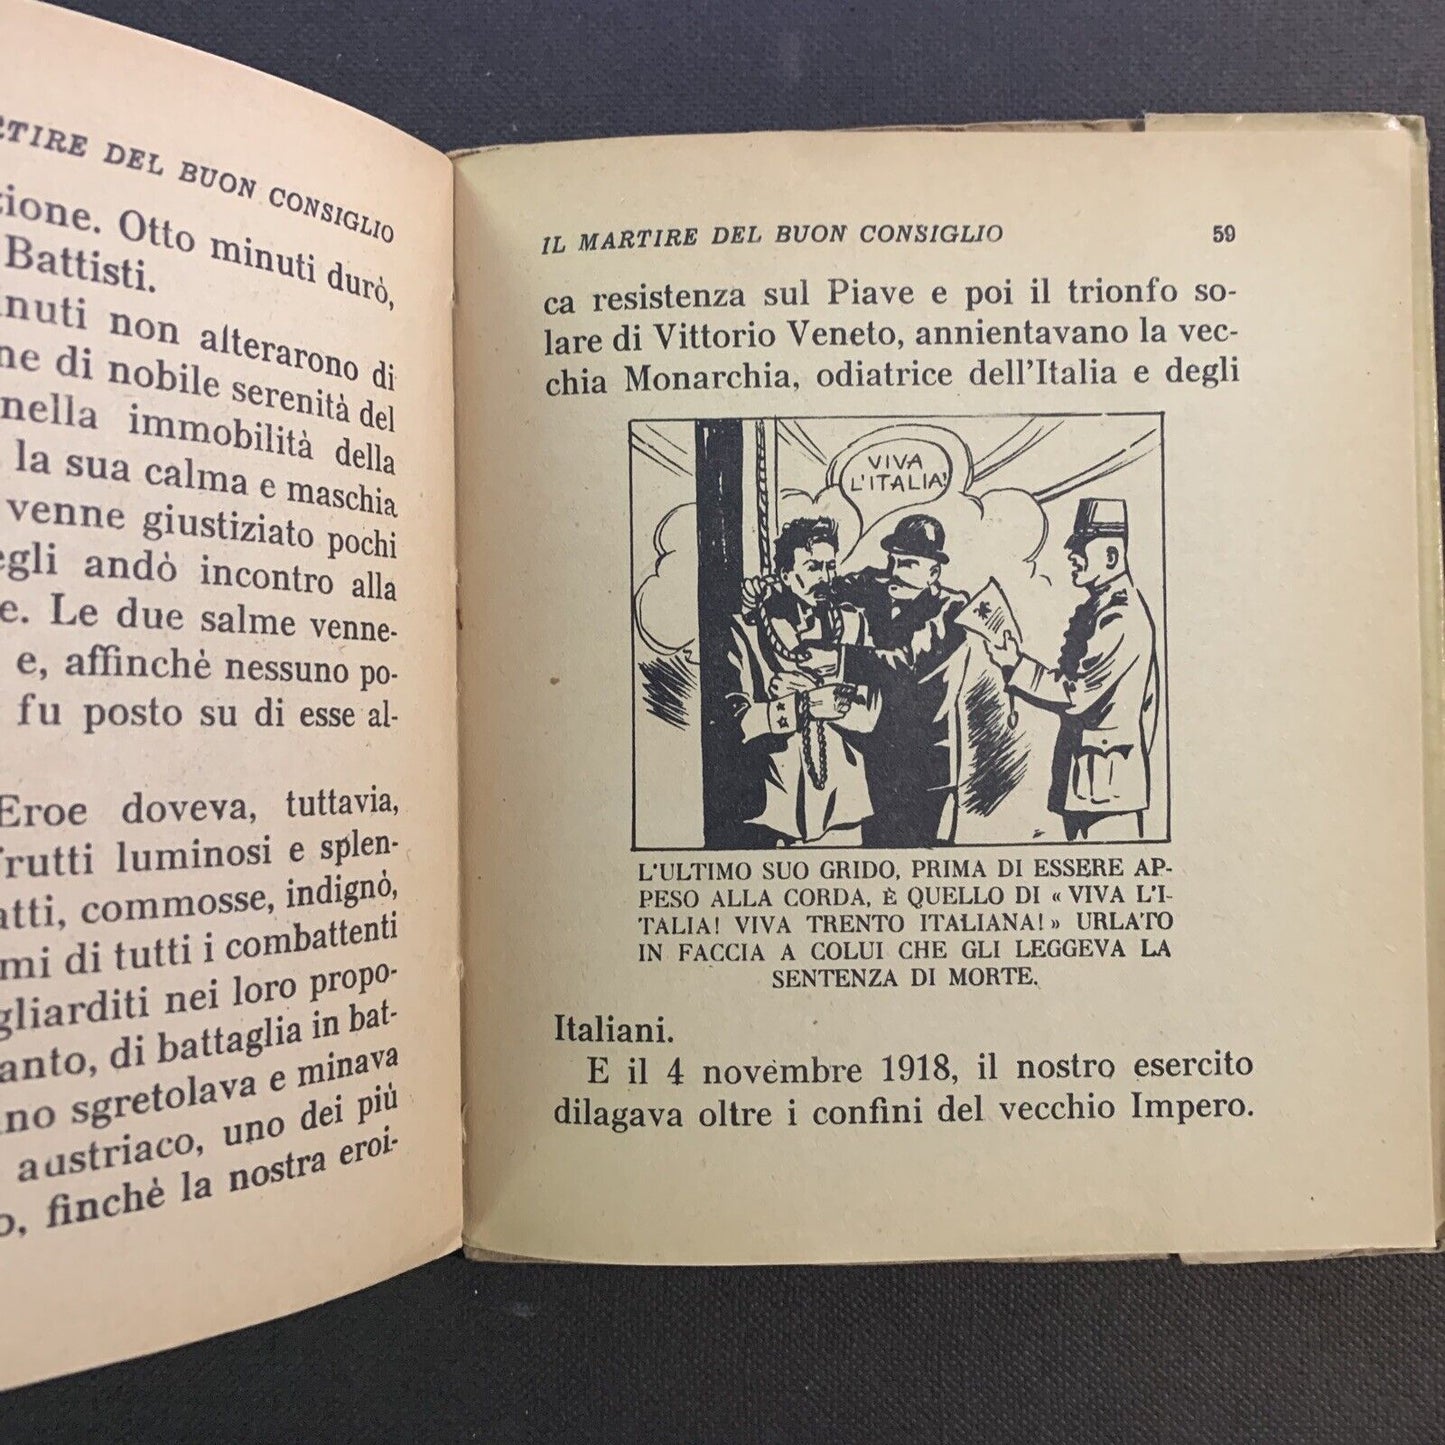 MARTIRE DEL BUON CONSIGLIO
zione. Otto minuti durò,
Battisti.
minuti non alterarono di
di nobile serenità del
nella immobilità della
la sua calma e maschia
venne giustiziato pochi
egli andò incontro alla
Le due salme venne-
e, affinchè nessuno po-
fu posto su di esse al-
Eroe doveva, tuttavia,
frutti luminosi e splen-
commosse, indignò,
di tutti i combattenti
gliarditi nei loro propo-
di battaglia in bat-
sgretolava e minava
austriaco, uno dei più
finchè la nostra eroi-
IL MARTIRE DEL BUON CONSIGLIO 59
ca resistenza sul Piave e poi il trionfo so-
lare di Vittorio Veneto, annientavano la vec-
chia Monarchia, odiatrice dell'Italia e degli
VIVA
L'ITALIA!
L'ULTIMO SUO GRIDO, PRIMA DI ESSERE AP-
PESO ALLA CORDA, È QUELLO DI « VIVA L'I-
TALIA! VIVA TRENTO ITALIANA! » URLATO
IN FACCIA A COLUI CHE GLI LEGGEVA LA
SENTENZA DI MORTE.
Italiani.
E il 4 novembre 1918, il nostro esercito
dilagava oltre i confini del vecchio Impero.